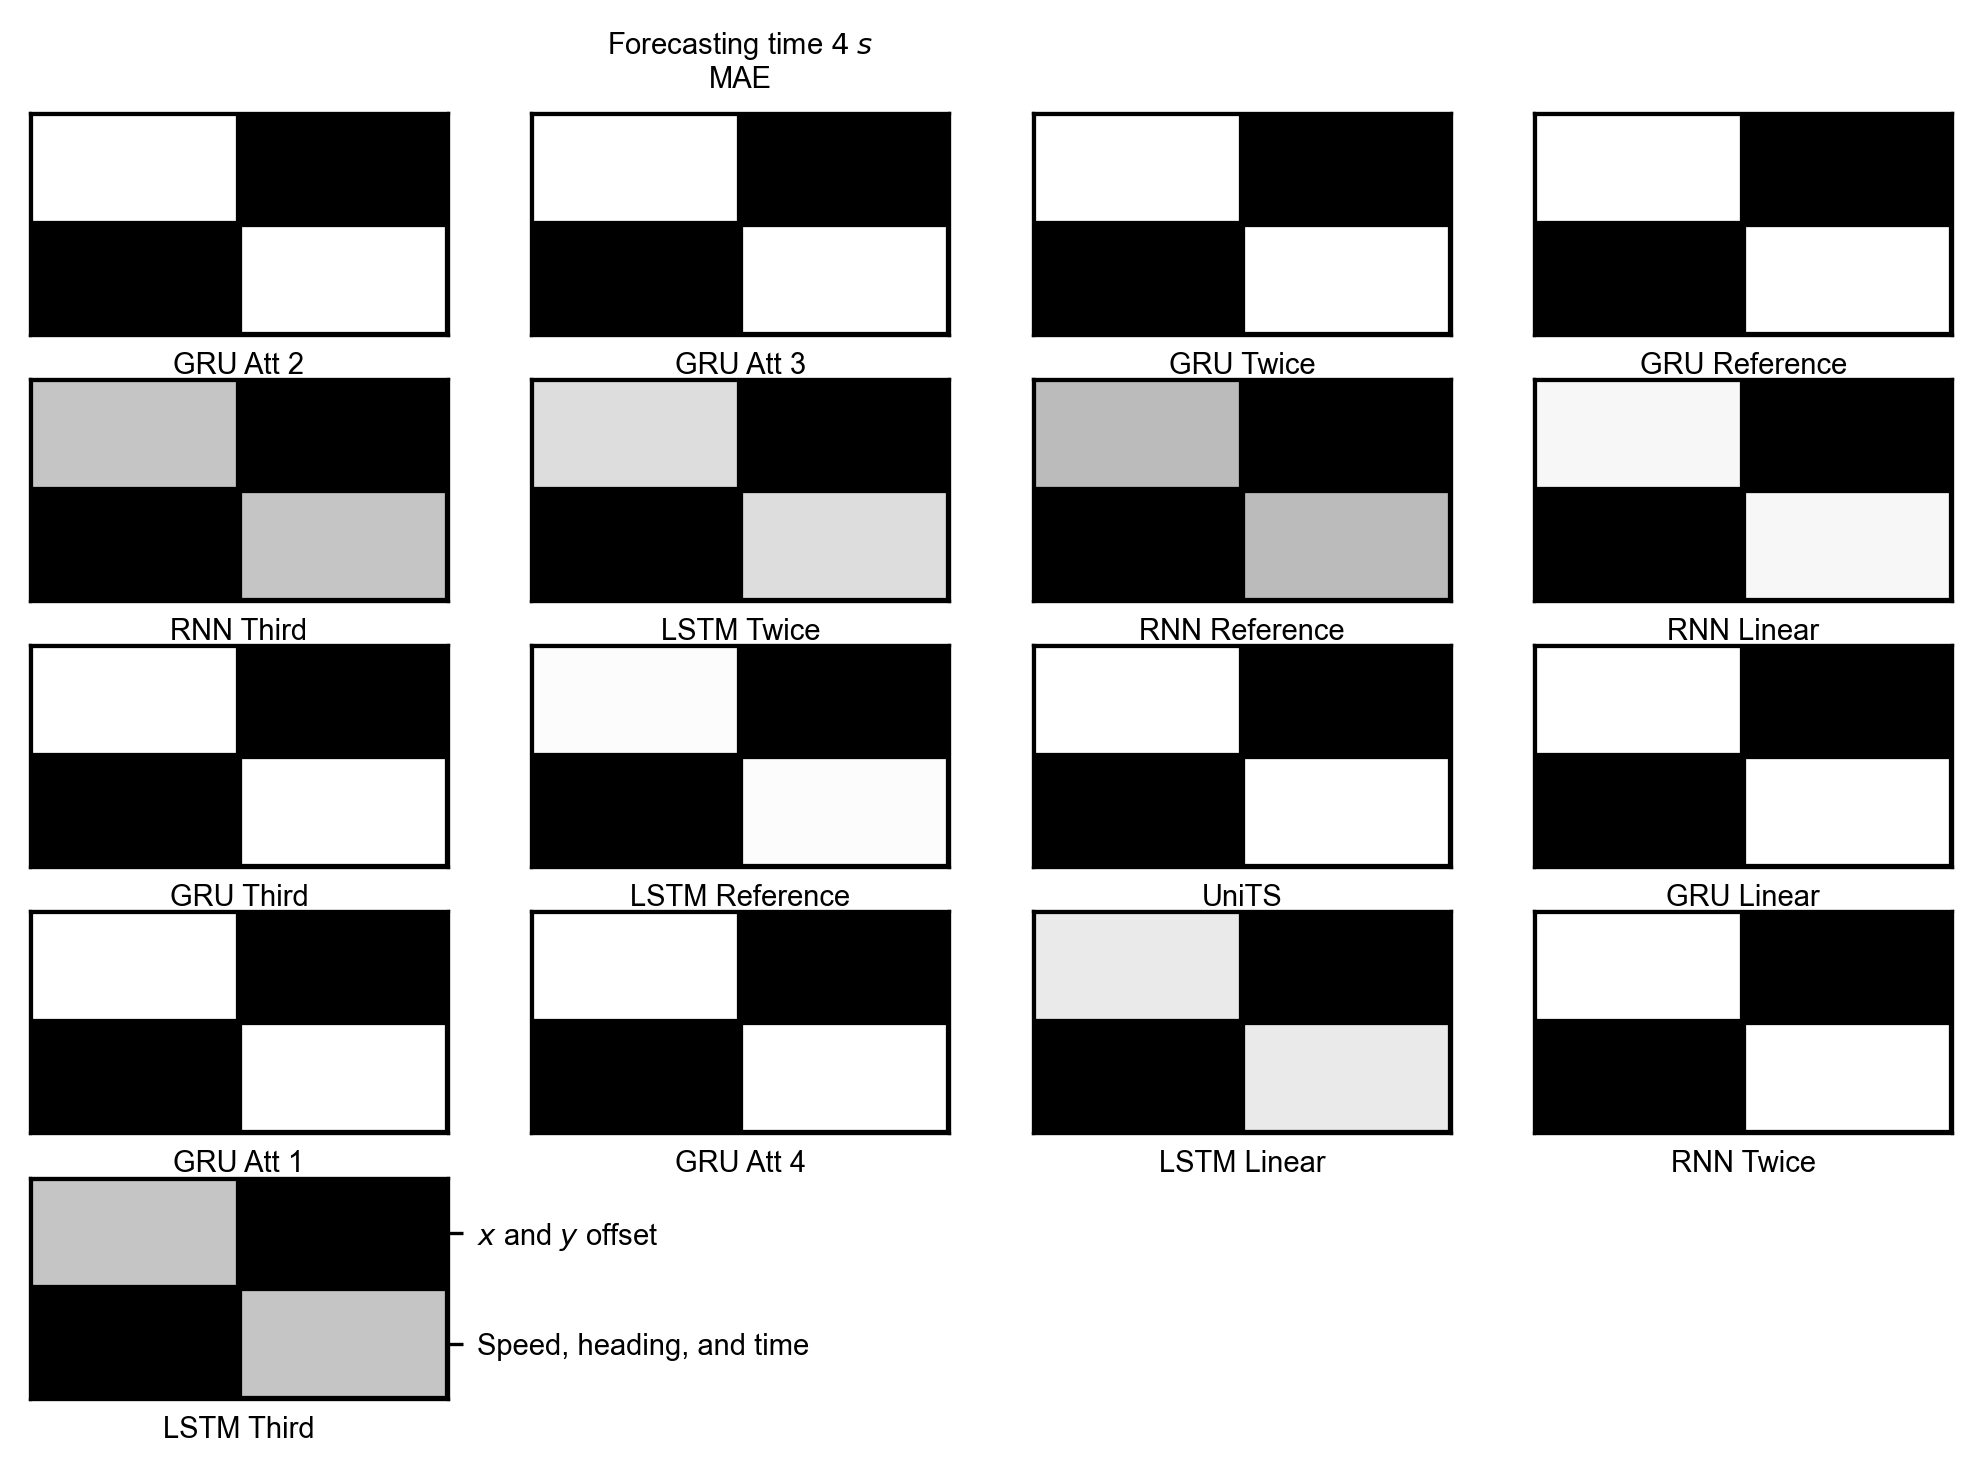 Forecasting time 4 s
MAE
GRU Att 2
GRU Att 3
GRU Twice
GRU Reference
RNN Third
LSTM Twice
RNN Reference
RNN Linear
GRU Third
LSTM Reference
UniTS
GRU Linear
GRU Att 1
GRU Att 4
LSTM Linear
RNN Twice
x and y offset
Speed, heading, and time
LSTM Third